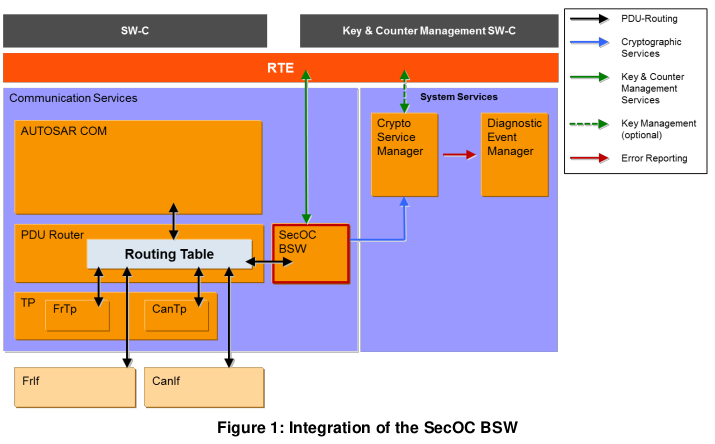 SW-C
Key & Counter Management SW-C
RTE
Communication Services
System Services
AUTOSAR COM
Crypto
Service
Manager
Diagnostic
Event
Manager
PDU Router
Routing Table
SecOC
BSW
TP
FrTp
CanTp
FrIf
CanIf
PDU-Routing
Cryptographic
Services
Key & Counter
Management
Services
Key Management
(optional)
Error Reporting
Figure 1: Integration of the SecOC BSW